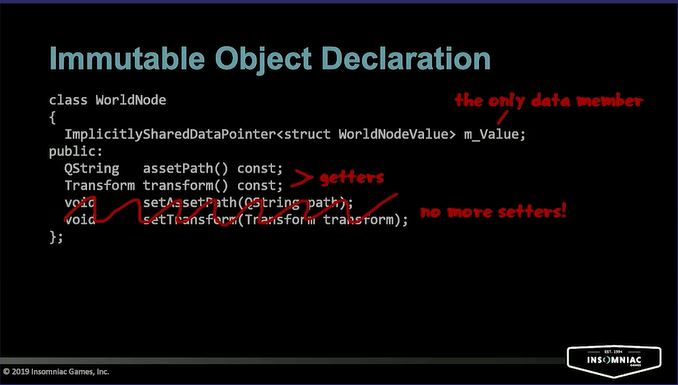 Immutable Object Declaration
the only data member
class WorldNode
{
ImplicitlySharedDataPointer<struct WorldNodeValue> m_Value;
public:
QString assetPath() const;
Transform transform() const;
getters
void setAssetPath(QString path);
void setTransform(Transform transform);
no more setters!
};
© 2019 Insomniac Games, Inc.
EST. 1994
INSOMNIAC
GAMES